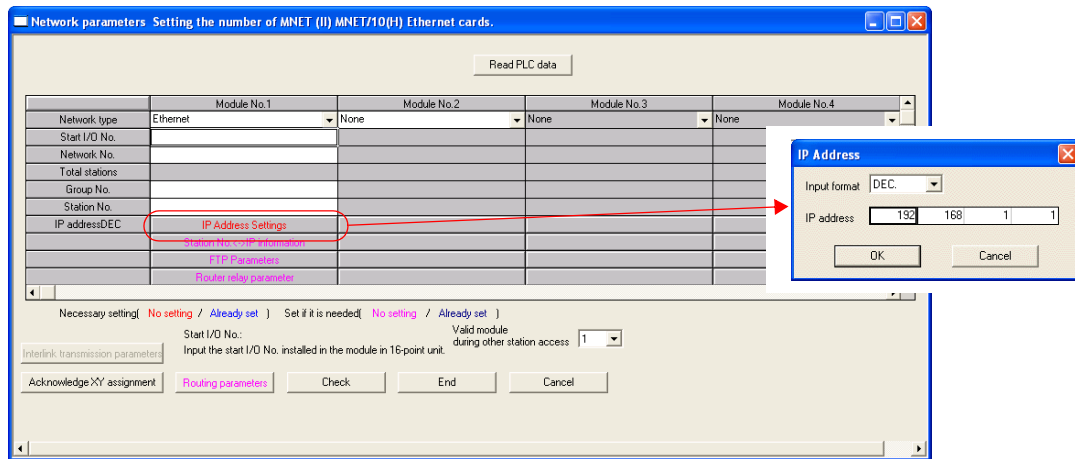 Network parameters Setting the number of MNET (II) MNET/10(H) Ethernet cards.
Read PLC data
Module No.1 Module No.2 Module No.3 Module No.4
Network type Ethernet None None None
Start I/O No.
Network No.
Total stations
Group No.
Station No.
IP addressDEC IP Address Settings
Station No.<->IP information
FTP Parameters
Router relay parameter
IP Address
Input format DEC.
IP address 192 168 1 1
OK Cancel
Necessary setting( No setting / Already set ) Set if it is needed( No setting / Already set )
Start I/O No.:
Input the start I/O No. installed in the module in 16-point unit.
Valid module
during other station access 1
Interlink transmission parameters
Acknowledge XY assignment Routing parameters Check End Cancel